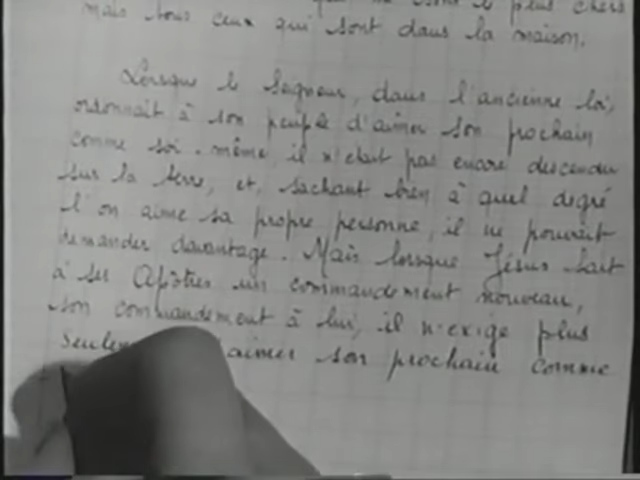 plus chers
mais tous ceux qui sont dans la maison.
Lorsque le Seigneur, dans l'ancienne loi,
ordonnait à son peuple d'aimer son prochain
comme soi-même, il n'était pas encore descendu
sur la terre, et, sachant bien à quel degré
l'on aime sa propre personne, il ne pouvait
demander davantage. Mais lorsque Jésus fait
à ses Apôtres un commandement nouveau,
son commandement à lui, il n'exige plus
aimer son prochain comme